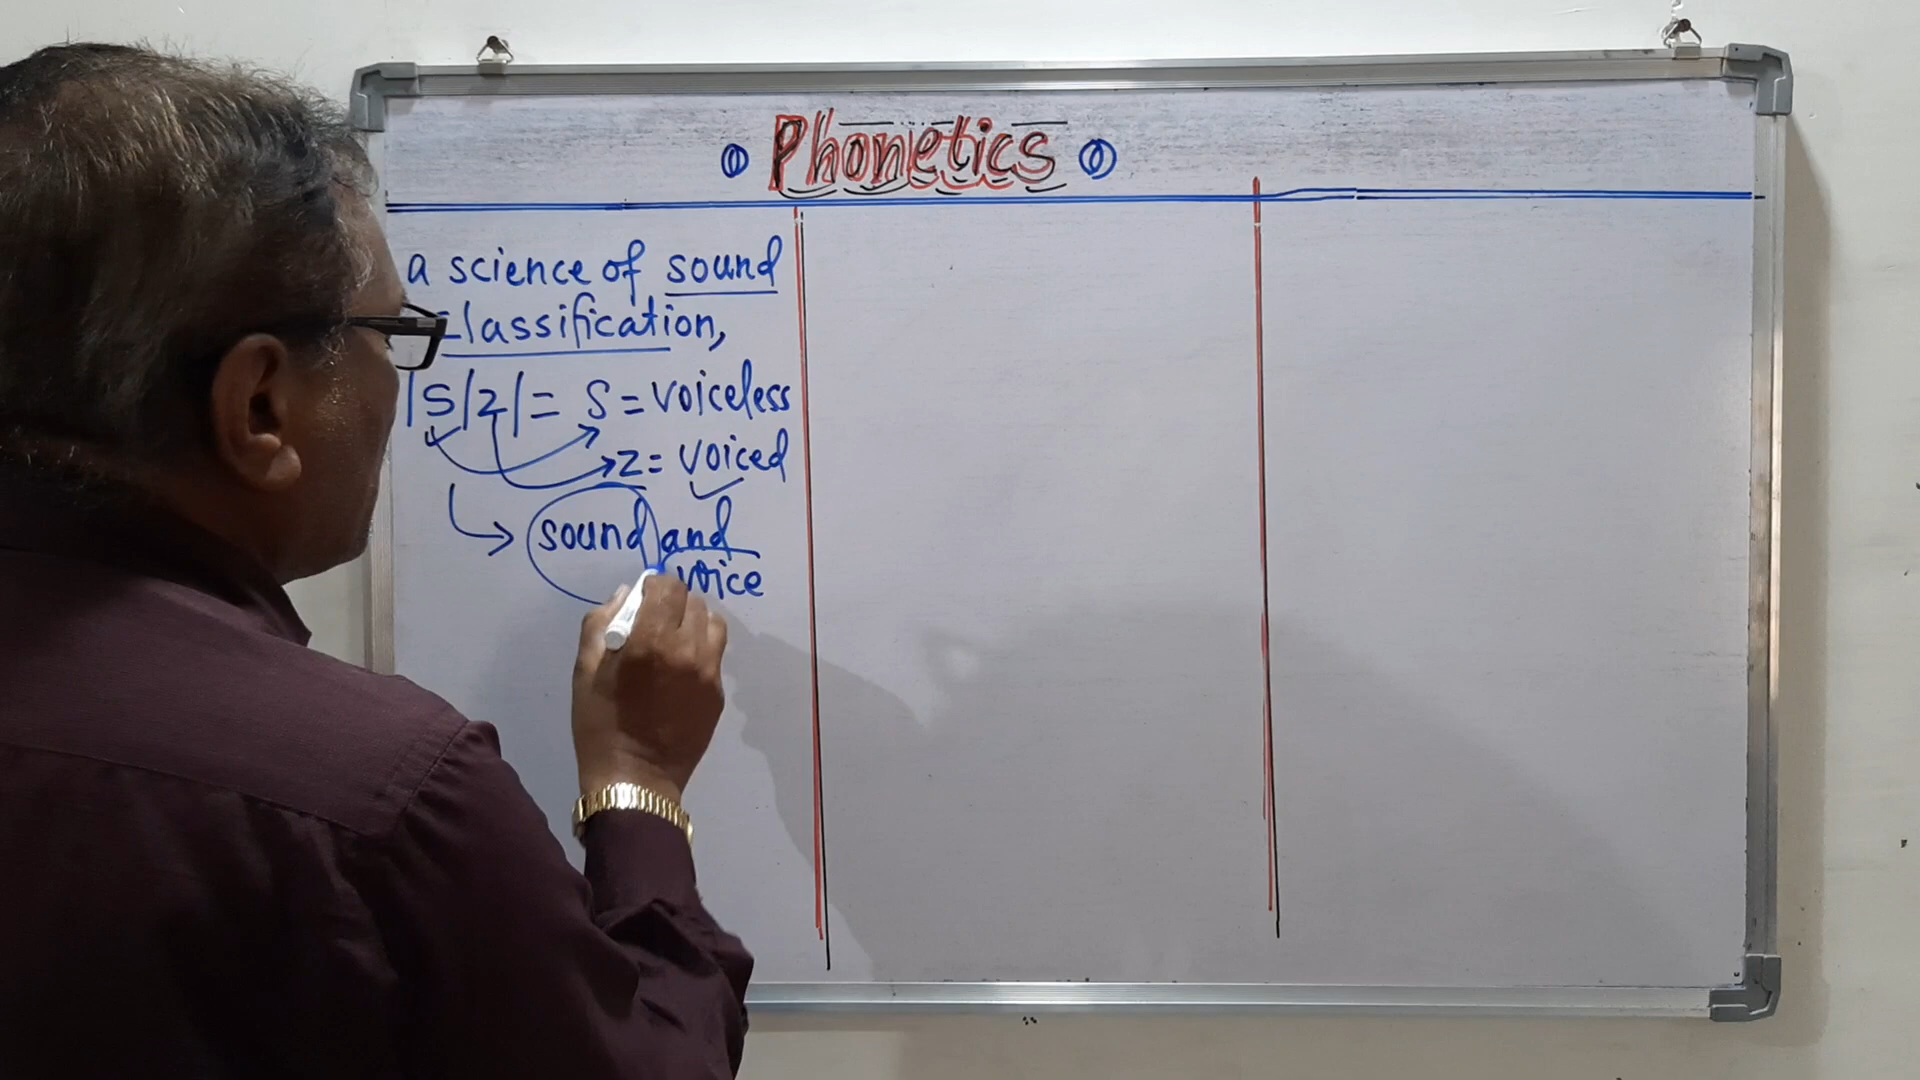 Phonetics
a science of sound
classification,
|s|z| = s = voiceless
z = voiced
sound and
voice